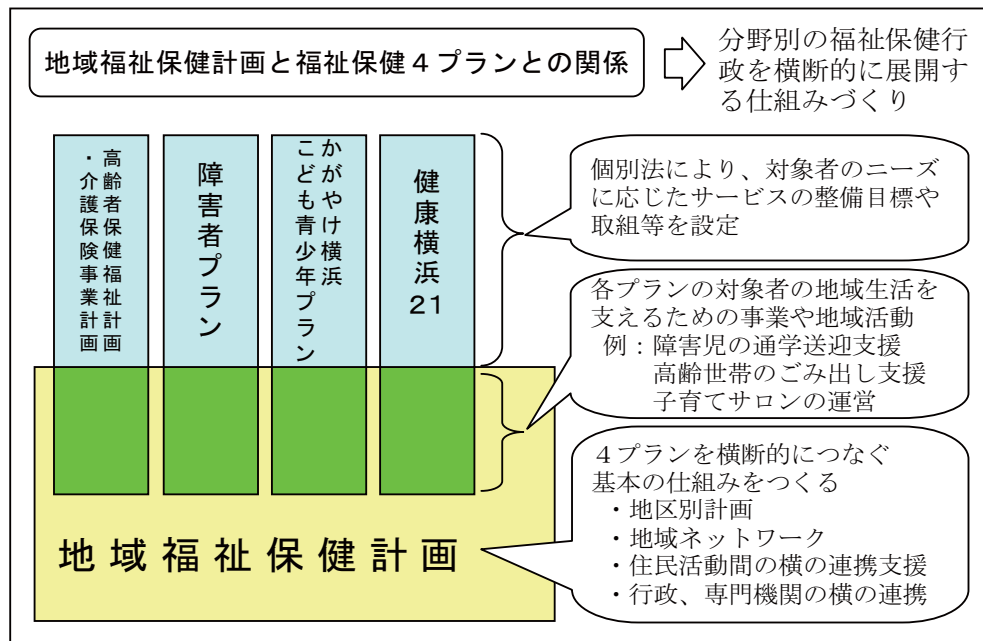 地域福祉保健計画と福祉保健４プランとの関係
分野別の福祉保健行
政を横断的に展開す
る仕組みづくり
高齢者保健福祉計画
・介護保険事業計画
障害者プラン
かがやけ横浜
こども青少年プラン
健康横浜21
個別法により、対象者のニーズ
に応じたサービスの整備目標や
取組等を設定
各プランの対象者の地域生活を
支えるための事業や地域活動
例：障害児の通学送迎支援
高齢世帯のごみ出し支援
子育てサロンの運営
４プランを横断的につなぐ
基本の仕組みをつくる
・地区別計画
・地域ネットワーク
・住民活動間の横の連携支援
・行政、専門機関の横の連携
地域福祉保健計画